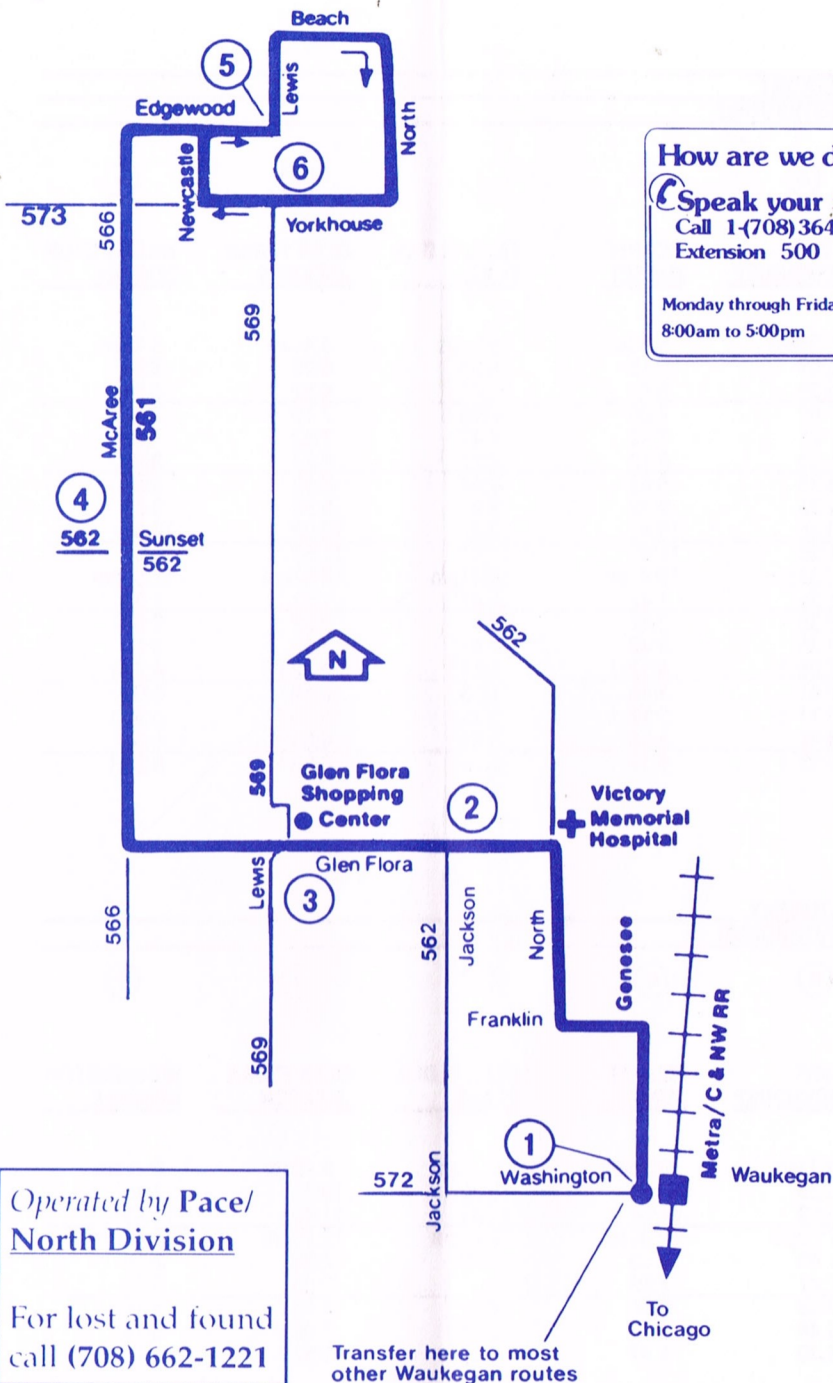 Beach
5
Lewis
Edgewood
North
Newcastle
6
573
566
Yorkhouse
How are we d
Speak your
Call 1-(708)364
Extension 500
Monday through Frida
8:00am to 5:00pm
569
McAree
561
4
562
Sunset
562
562
N
569
Glen Flora
Shopping
Center
2
Victory
Memorial
Hospital
Lewis
Glen Flora
3
566
562
Jackson
North
Genesee
Franklin
569
Metra/C & NW RR
1
572
Jackson
Washington
Waukegan
Operated by Pace/
North Division
For lost and found
call (708) 662-1221
To
Chicago
Transfer here to most
other Waukegan routes